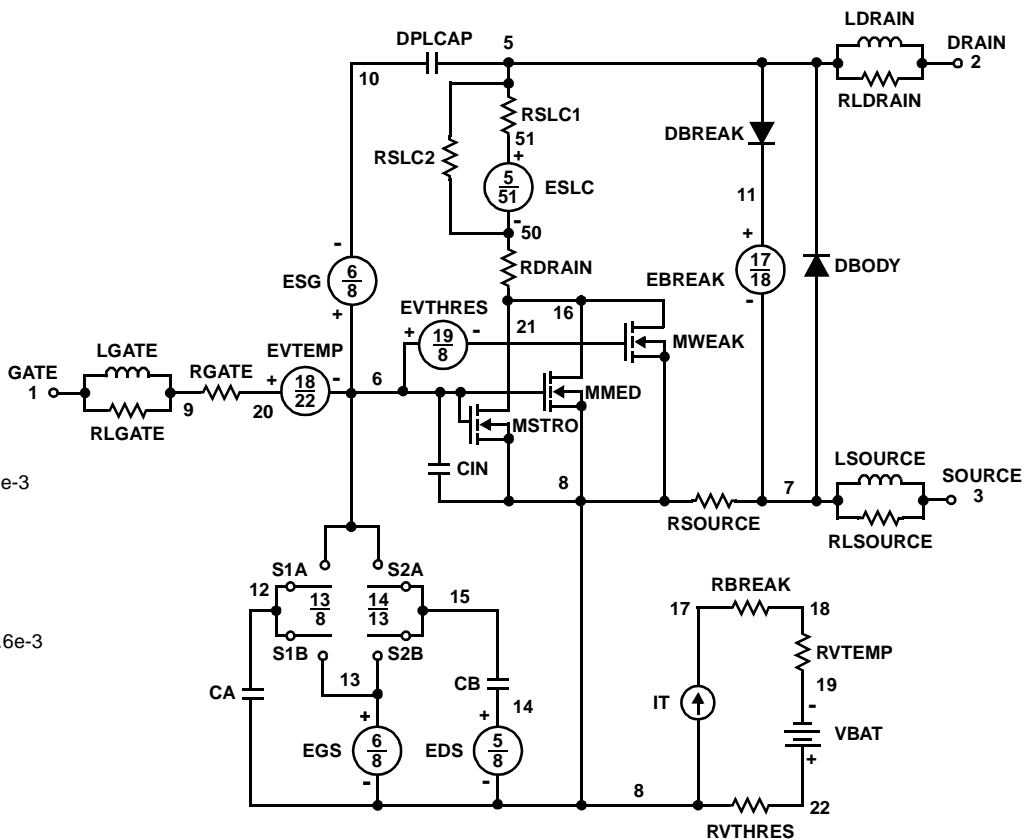 LDRAIN
DPLCAP 5 DRAIN
10 2
RLDRAIN
RSLC1
51
DBREAK
RSLC2
+
5
51
ESLC
11
-
50
-
+
17
18
EBREAK
DBODY
RDRAIN
6
8
ESG
-
EVTHRES
16
+
+
19
8
-
21
MWEAK
LGATE
EVTEMP
GATE
1
RGATE
+
18
22
-
6
MMED
9
20
MSTRO
RLGATE
LSOURCE
CIN
8
7
SOURCE
3
e-3
RSOURCE
RLSOURCE
S1A
S2A
12
13
8
14
13
15
RBREAK
17
18
.6e-3
S1B
S2B
RVTEMP
13
CB
19
CA
14
IT
-
+
+
VBAT
EGS
6
8
EDS
5
8
+
-
-
8
22
RVTHRES